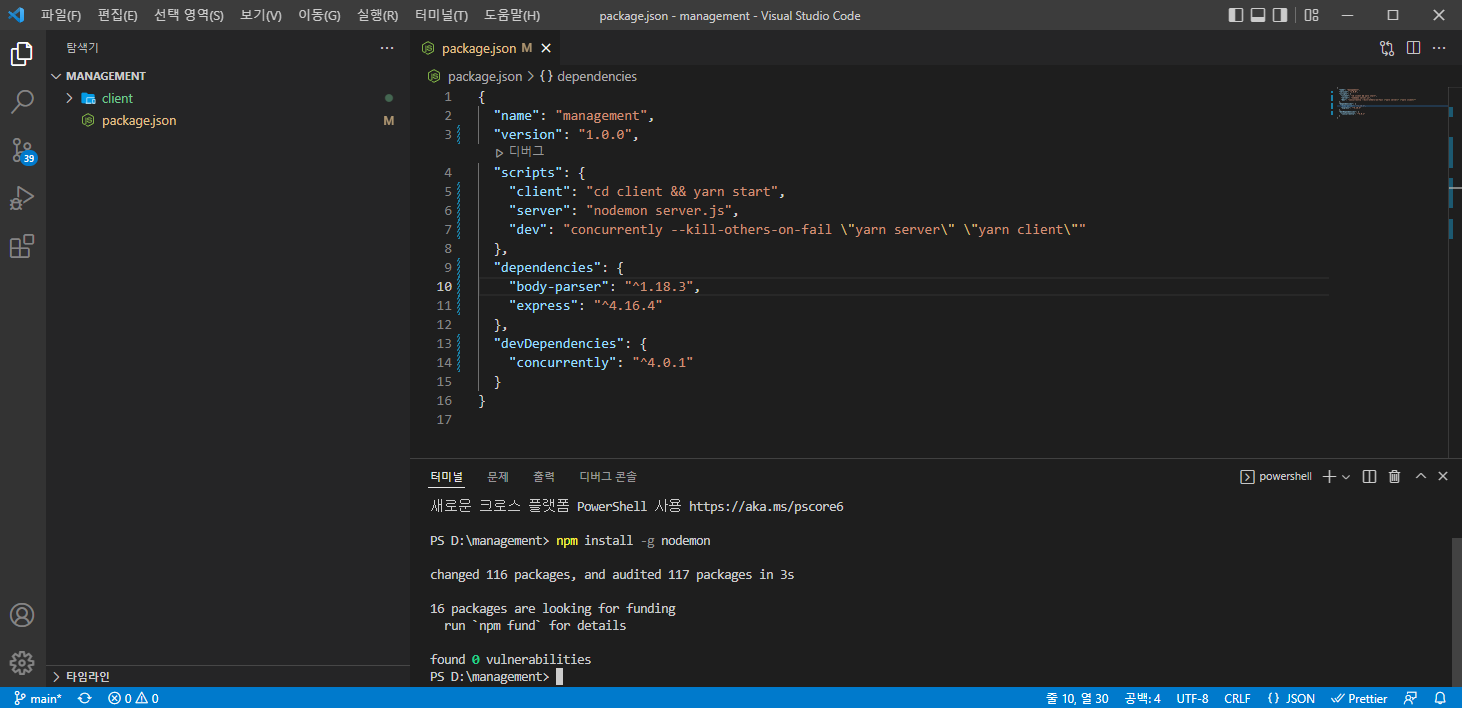 파일(F) 편집(E) 선택 영역(S) 보기(V) 이동(G) 실행(R) 터미널(T) 도움말(H) package.json - management - Visual Studio Code
탐색기
MANAGEMENT
client
package.json M
39
타임라인
package.json M
package.json > {} dependencies
1 {
2 "name": "management",
3 "version": "1.0.0",
디버그
4 "scripts": {
5 "client": "cd client && yarn start",
6 "server": "nodemon server.js",
7 "dev": "concurrently --kill-others-on-fail \"yarn server\" \"yarn client\""
8 },
9 "dependencies": {
10 "body-parser": "^1.18.3",
11 "express": "^4.16.4"
12 },
13 "devDependencies": {
14 "concurrently": "^4.0.1"
15 }
16 }
17
터미널 문제 출력 디버그 콘솔 powershell
새로운 크로스 플랫폼 PowerShell 사용 https://aka.ms/pscore6
PS D:\management> npm install -g nodemon
changed 116 packages, and audited 117 packages in 3s
16 packages are looking for funding
run `npm fund` for details
found 0 vulnerabilities
PS D:\management>
main* 0 0 줄 10, 열 30 공백: 4 UTF-8 CRLF {} JSON Prettier